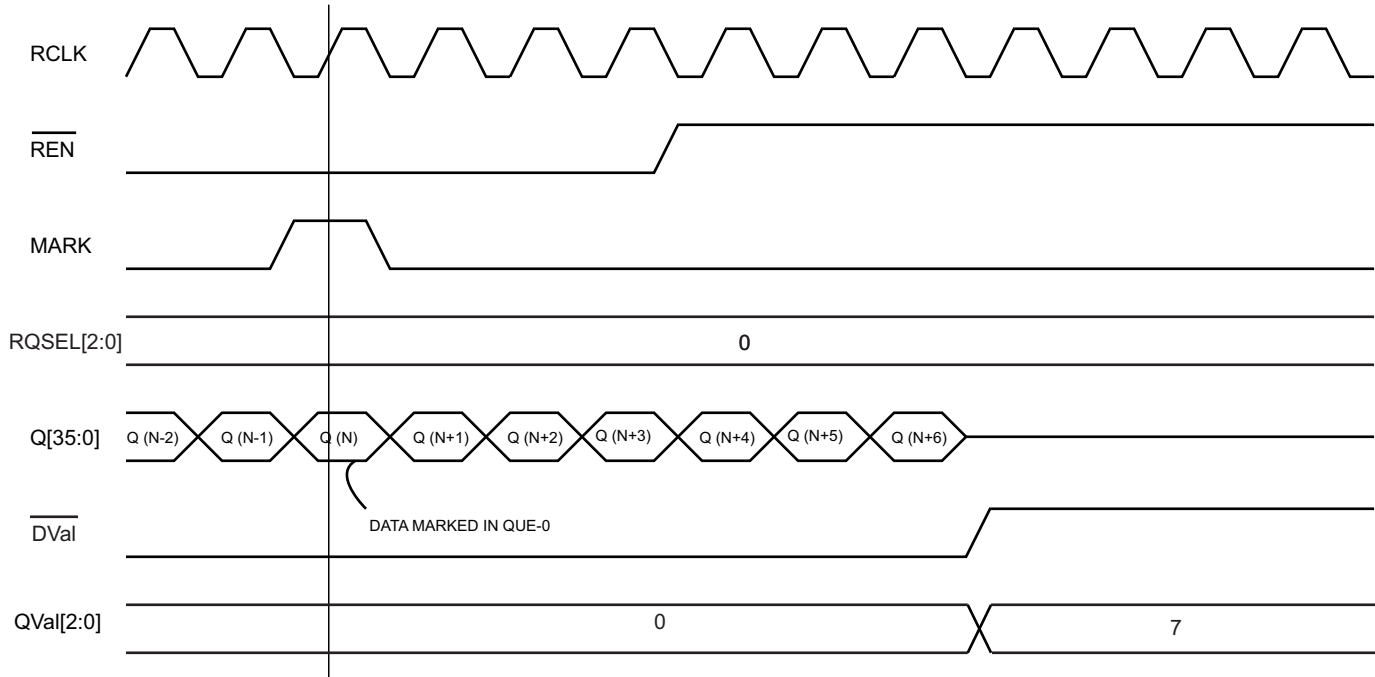 RCLK
REN
MARK
RQSEL[2:0]
0
Q[35:0]
Q (N-2)
Q (N-1)
Q (N)
Q (N+1)
Q (N+2)
Q (N+3)
Q (N+4)
Q (N+5)
Q (N+6)
DATA MARKED IN QUE-0
DVal
QVal[2:0]
0
7